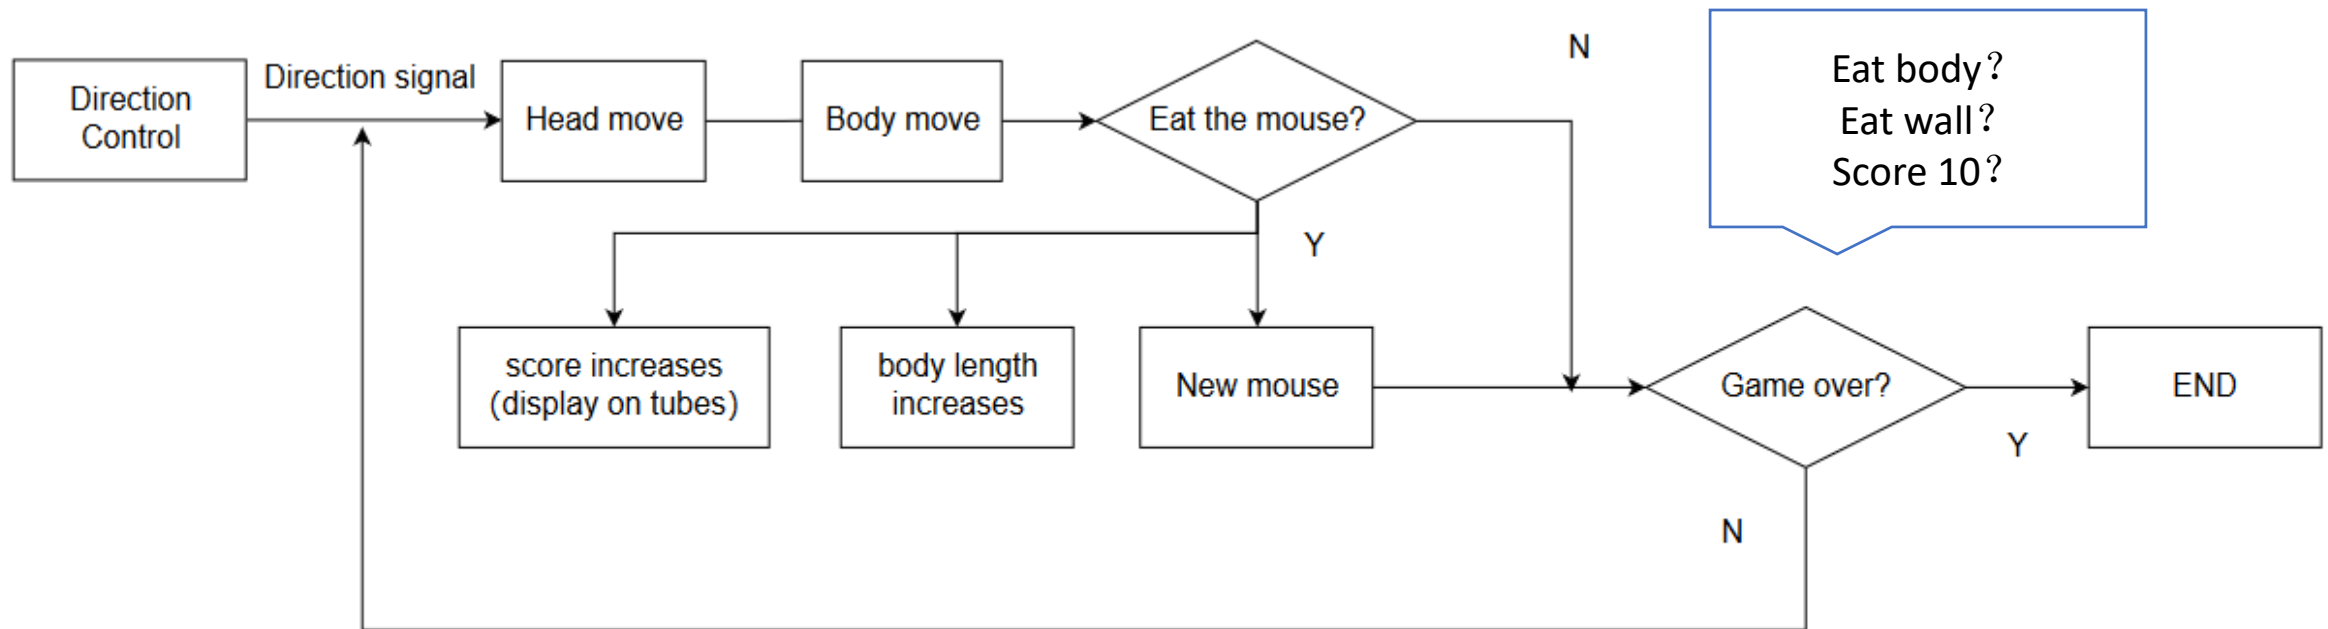 Direction
Control
Direction signal
Head move
Body move
Eat the mouse?
N
Eat body？
Eat wall？
Score 10？
Y
score increases
(display on tubes)
body length
increases
New mouse
Game over?
END
Y
N